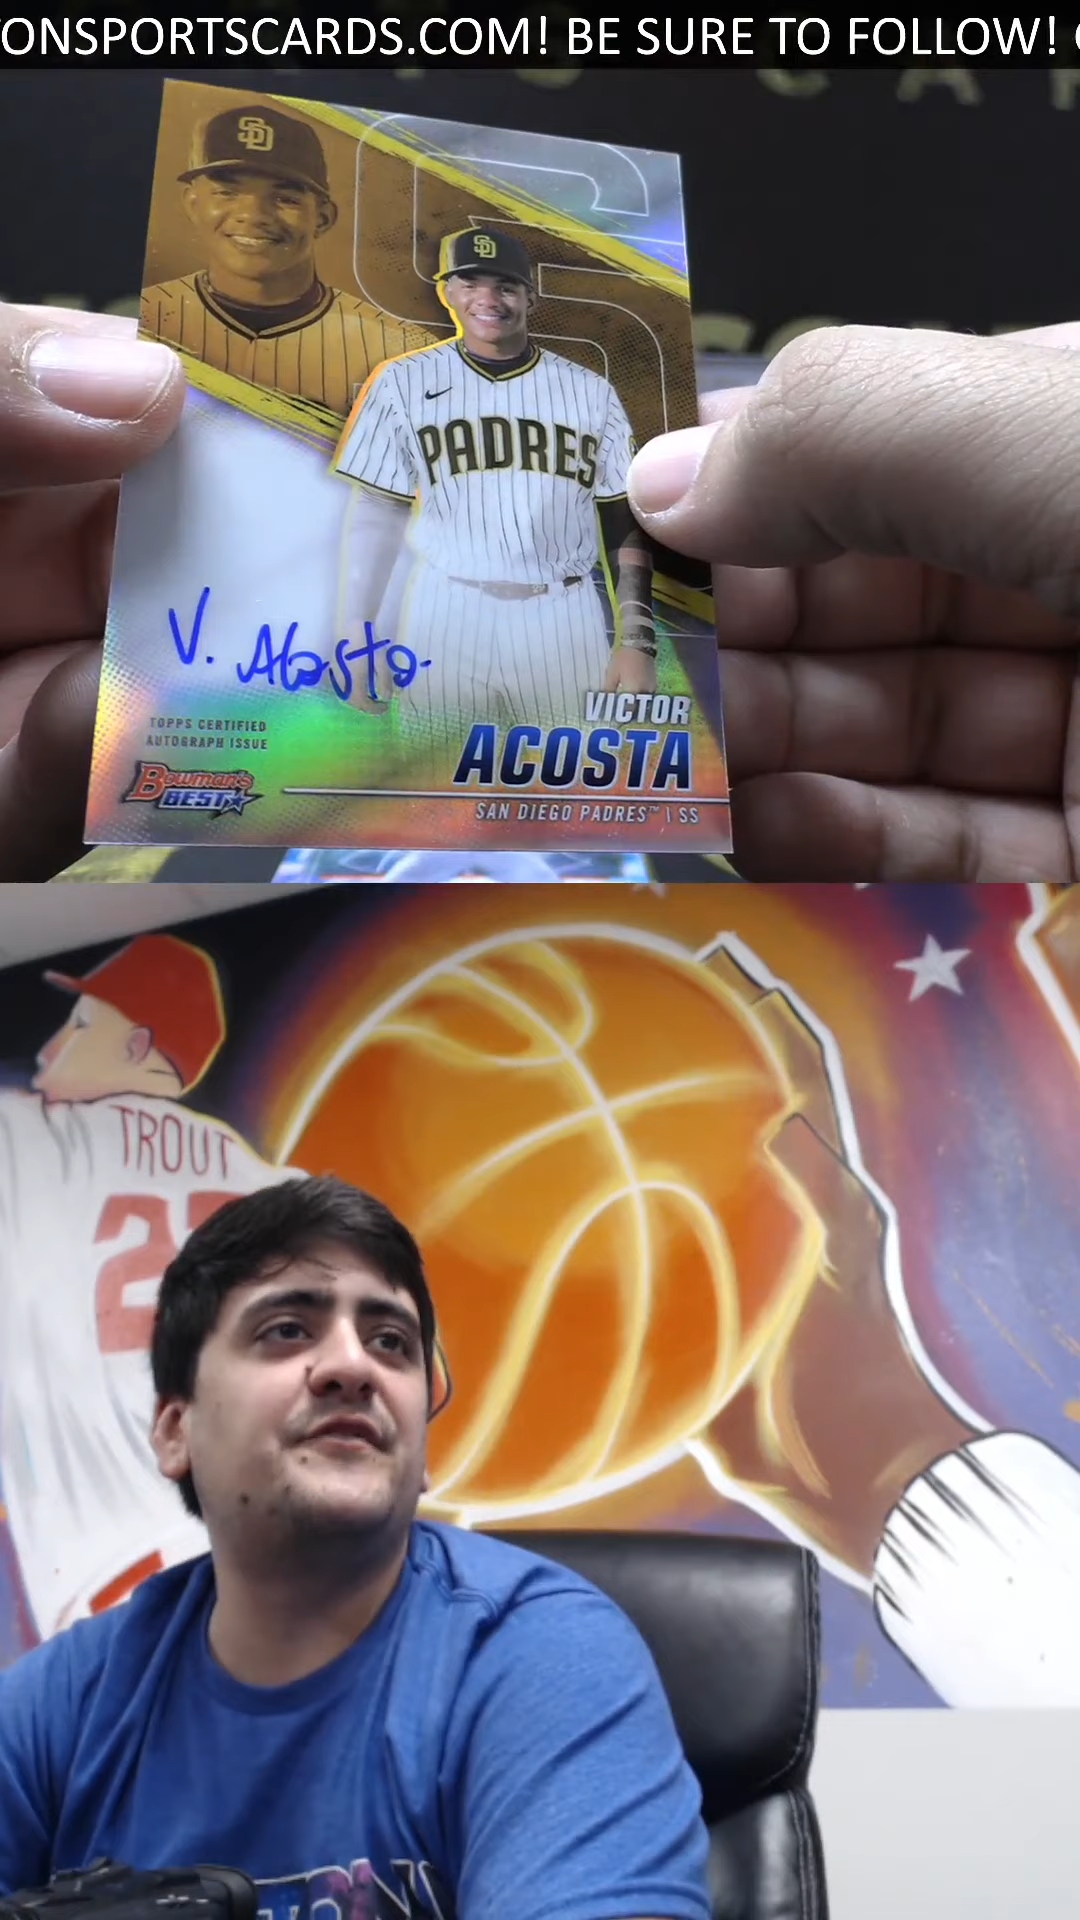 ONSPORTSCARDS.COM! BE SURE TO FOLLOW!
SD
SD
PADRES
V. Acosta
TOPPS CERTIFIED
AUTOGRAPH ISSUE
Bowman's
BEST
VICTOR
ACOSTA
SAN DIEGO PADRES™ | SS
TROUT
2